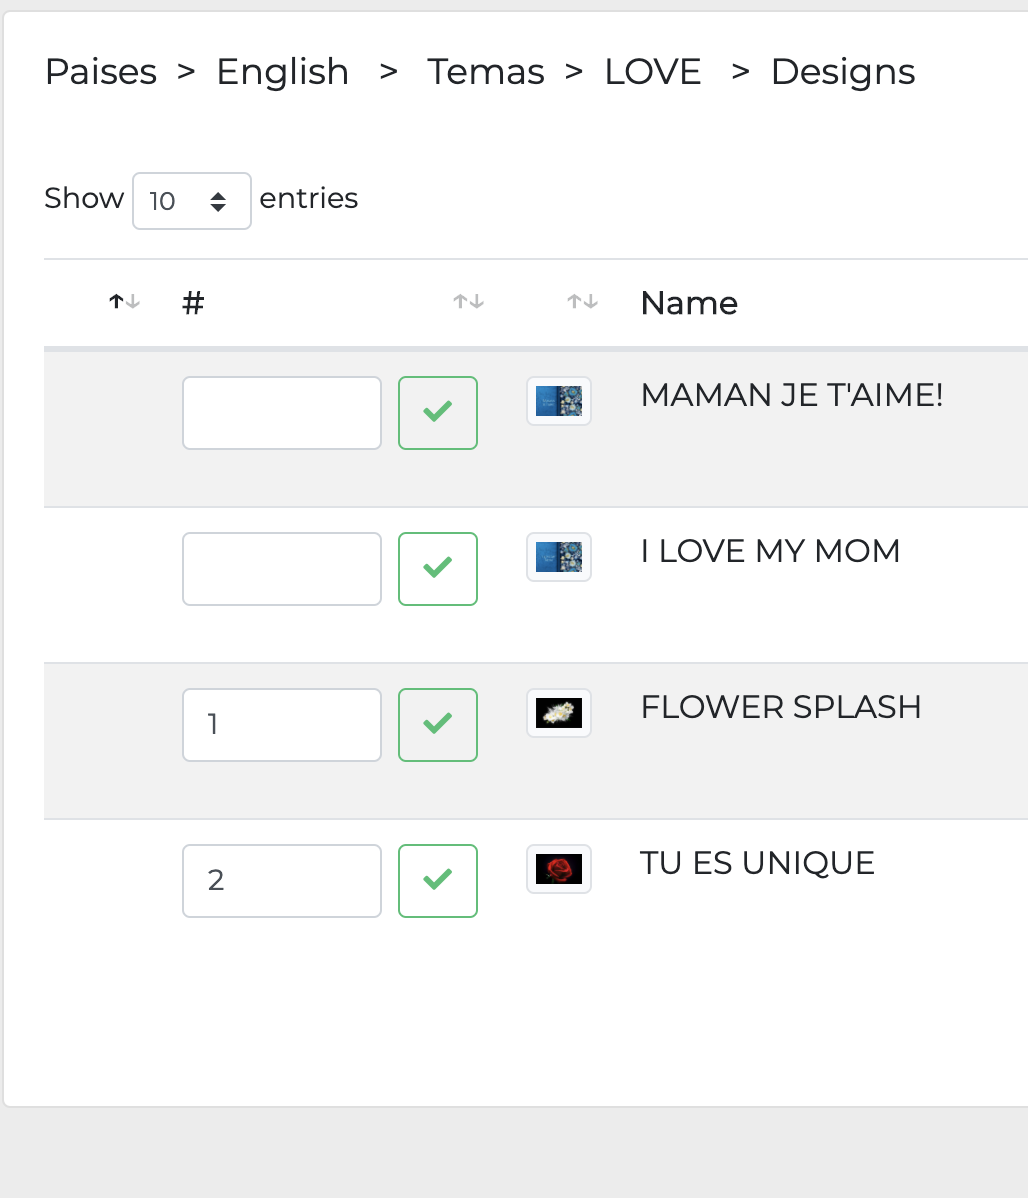 Paises > English > Temas > LOVE > Designs
Show 10 entries
# Name
MAMAN JE T'AIME!
I LOVE MY MOM
1 FLOWER SPLASH
2 TU ES UNIQUE